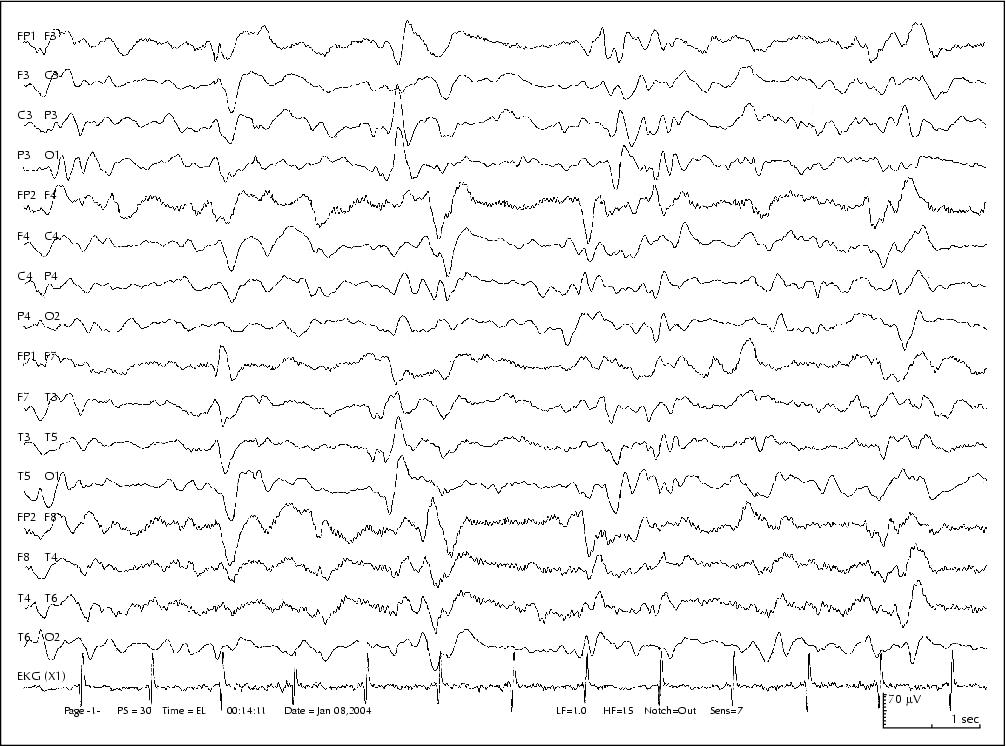 FP1 F3
F3 C3
C3 P3
P3 O1
FP2 F4
F4 C4
C4 P4
P4 O2
FP1 F7
F7 T3
T3 T5
T5 O1
FP2 F8
F8 T4
T4 T6
T6 O2
EKG (X1)
Page -1- PS = 30 Time = EL 00:14:11 Date = Jan 08,2004 LF=1.0 HF=15 Notch=Out Sens=7
70 μV
1 sec